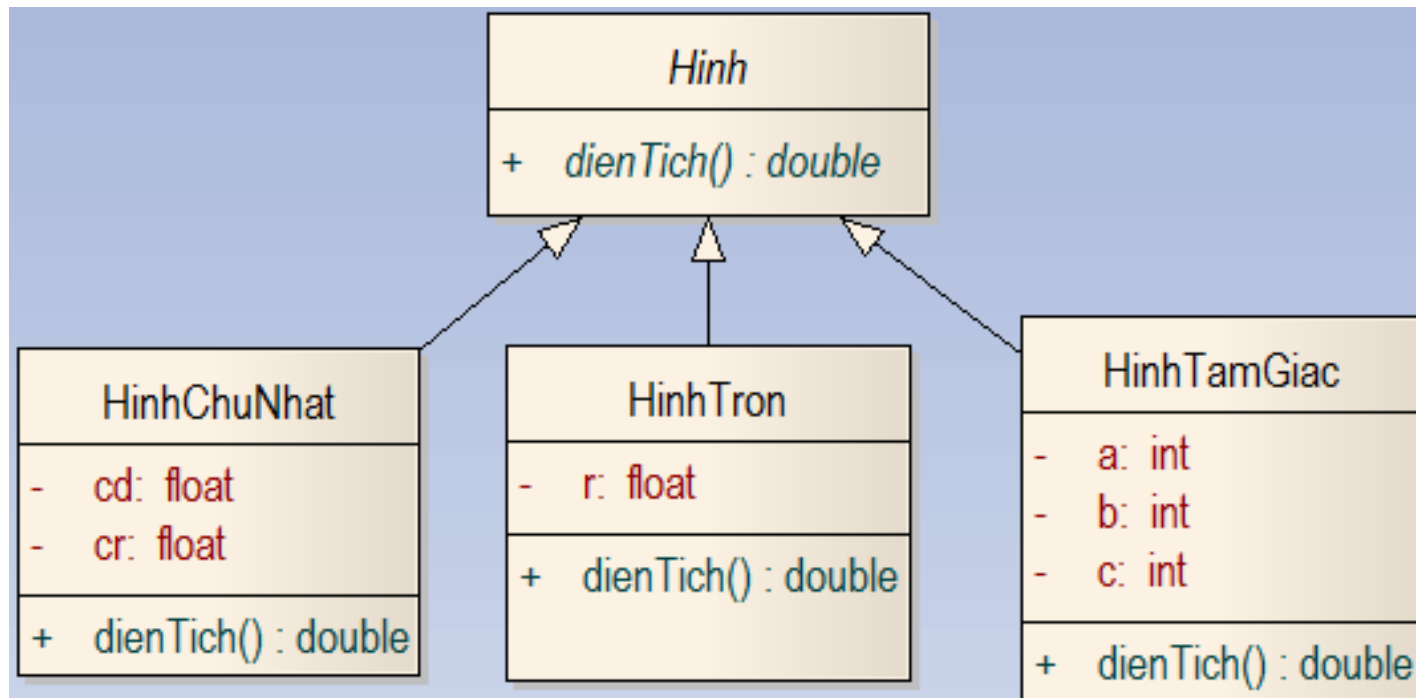 Hinh
+ dienTich() : double
HinhChuNhat
- cd: float
- cr: float
+ dienTich() : double
HinhTron
- r: float
+ dienTich() : double
HinhTamGiac
- a: int
- b: int
- c: int
+ dienTich() : double